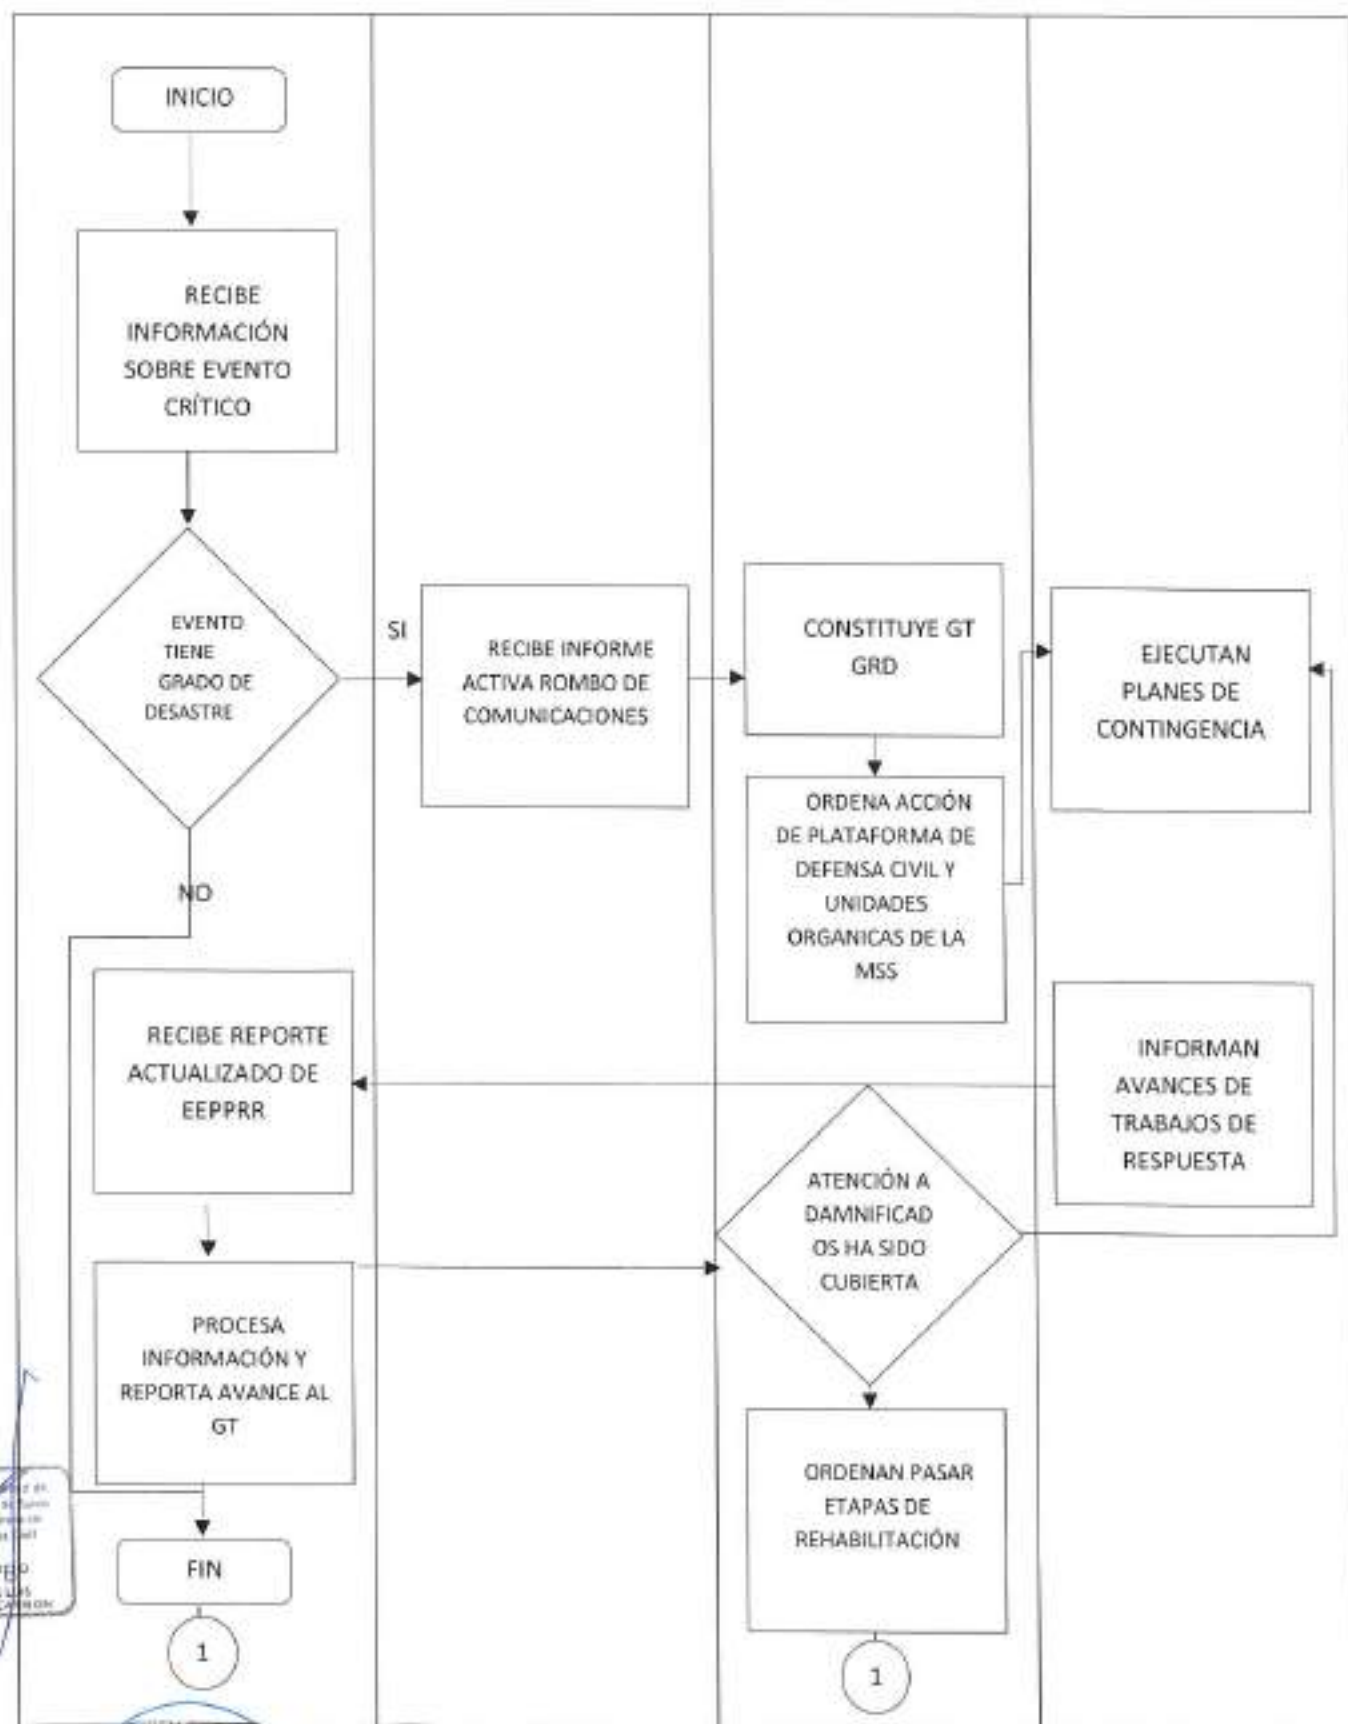 INICIO
RECIBE
INFORMACIÓN
SOBRE EVENTO
CRÍTICO
EVENTO
TIENE
GRADO DE
DESASTRE
SI
NO
RECIBE INFORME
ACTIVA ROMBO DE
COMUNICACIONES
CONSTITUYE GT
GRD
ORDENA ACCIÓN
DE PLATAFORMA DE
DEFENSA CIVIL Y
UNIDADES
ORGANICAS DE LA
MSS
EJECUTAN
PLANES DE
CONTINGENCIA
INFORMAN
AVANCES DE
TRABAJOS DE
RESPUESTA
RECIBE REPORTE
ACTUALIZADO DE
EEPPRR
PROCESA
INFORMACIÓN Y
REPORTA AVANCE AL
GT
ATENCIÓN A
DAMNIFICAD
OS HA SIDO
CUBIERTA
ORDENAN PASAR
ETAPAS DE
REHABILITACIÓN
FIN
1
1